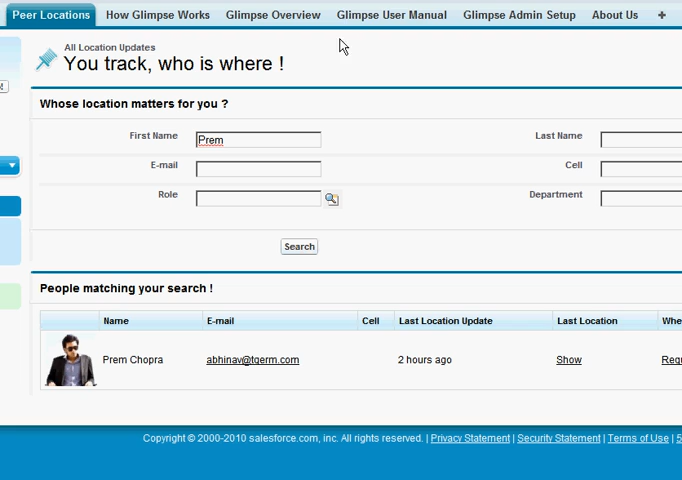 Peer Locations How Glimpse Works Glimpse Overview Glimpse User Manual Glimpse Admin Setup About Us +
All Location Updates
You track, who is where !
Whose location matters for you ?
First Name Prem Last Name
E-mail Cell
Role Department
Search
People matching your search !
Name E-mail Cell Last Location Update Last Location
Prem Chopra abhinav@tqerm.com 2 hours ago Show
Copyright © 2000-2010 salesforce.com, inc. All rights reserved. | Privacy Statement | Security Statement | Terms of Use |